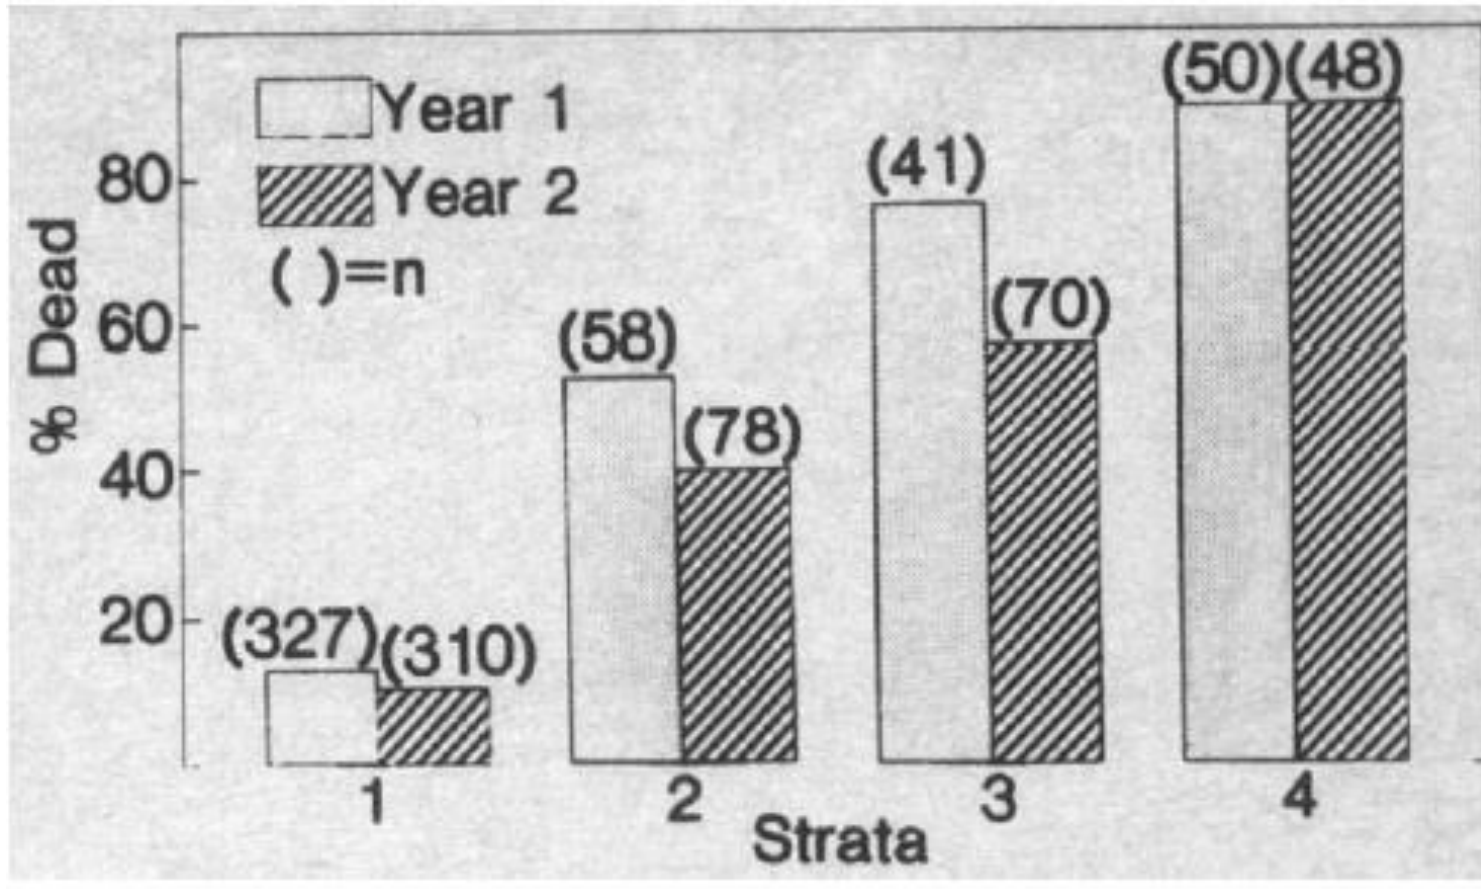 (50)(48)
Year 1
80
(41)
Year 2
( )=n
(70)
60
(58)
(78)
40
20
(327)(310)
% Dead
1 2 3 4
Strata